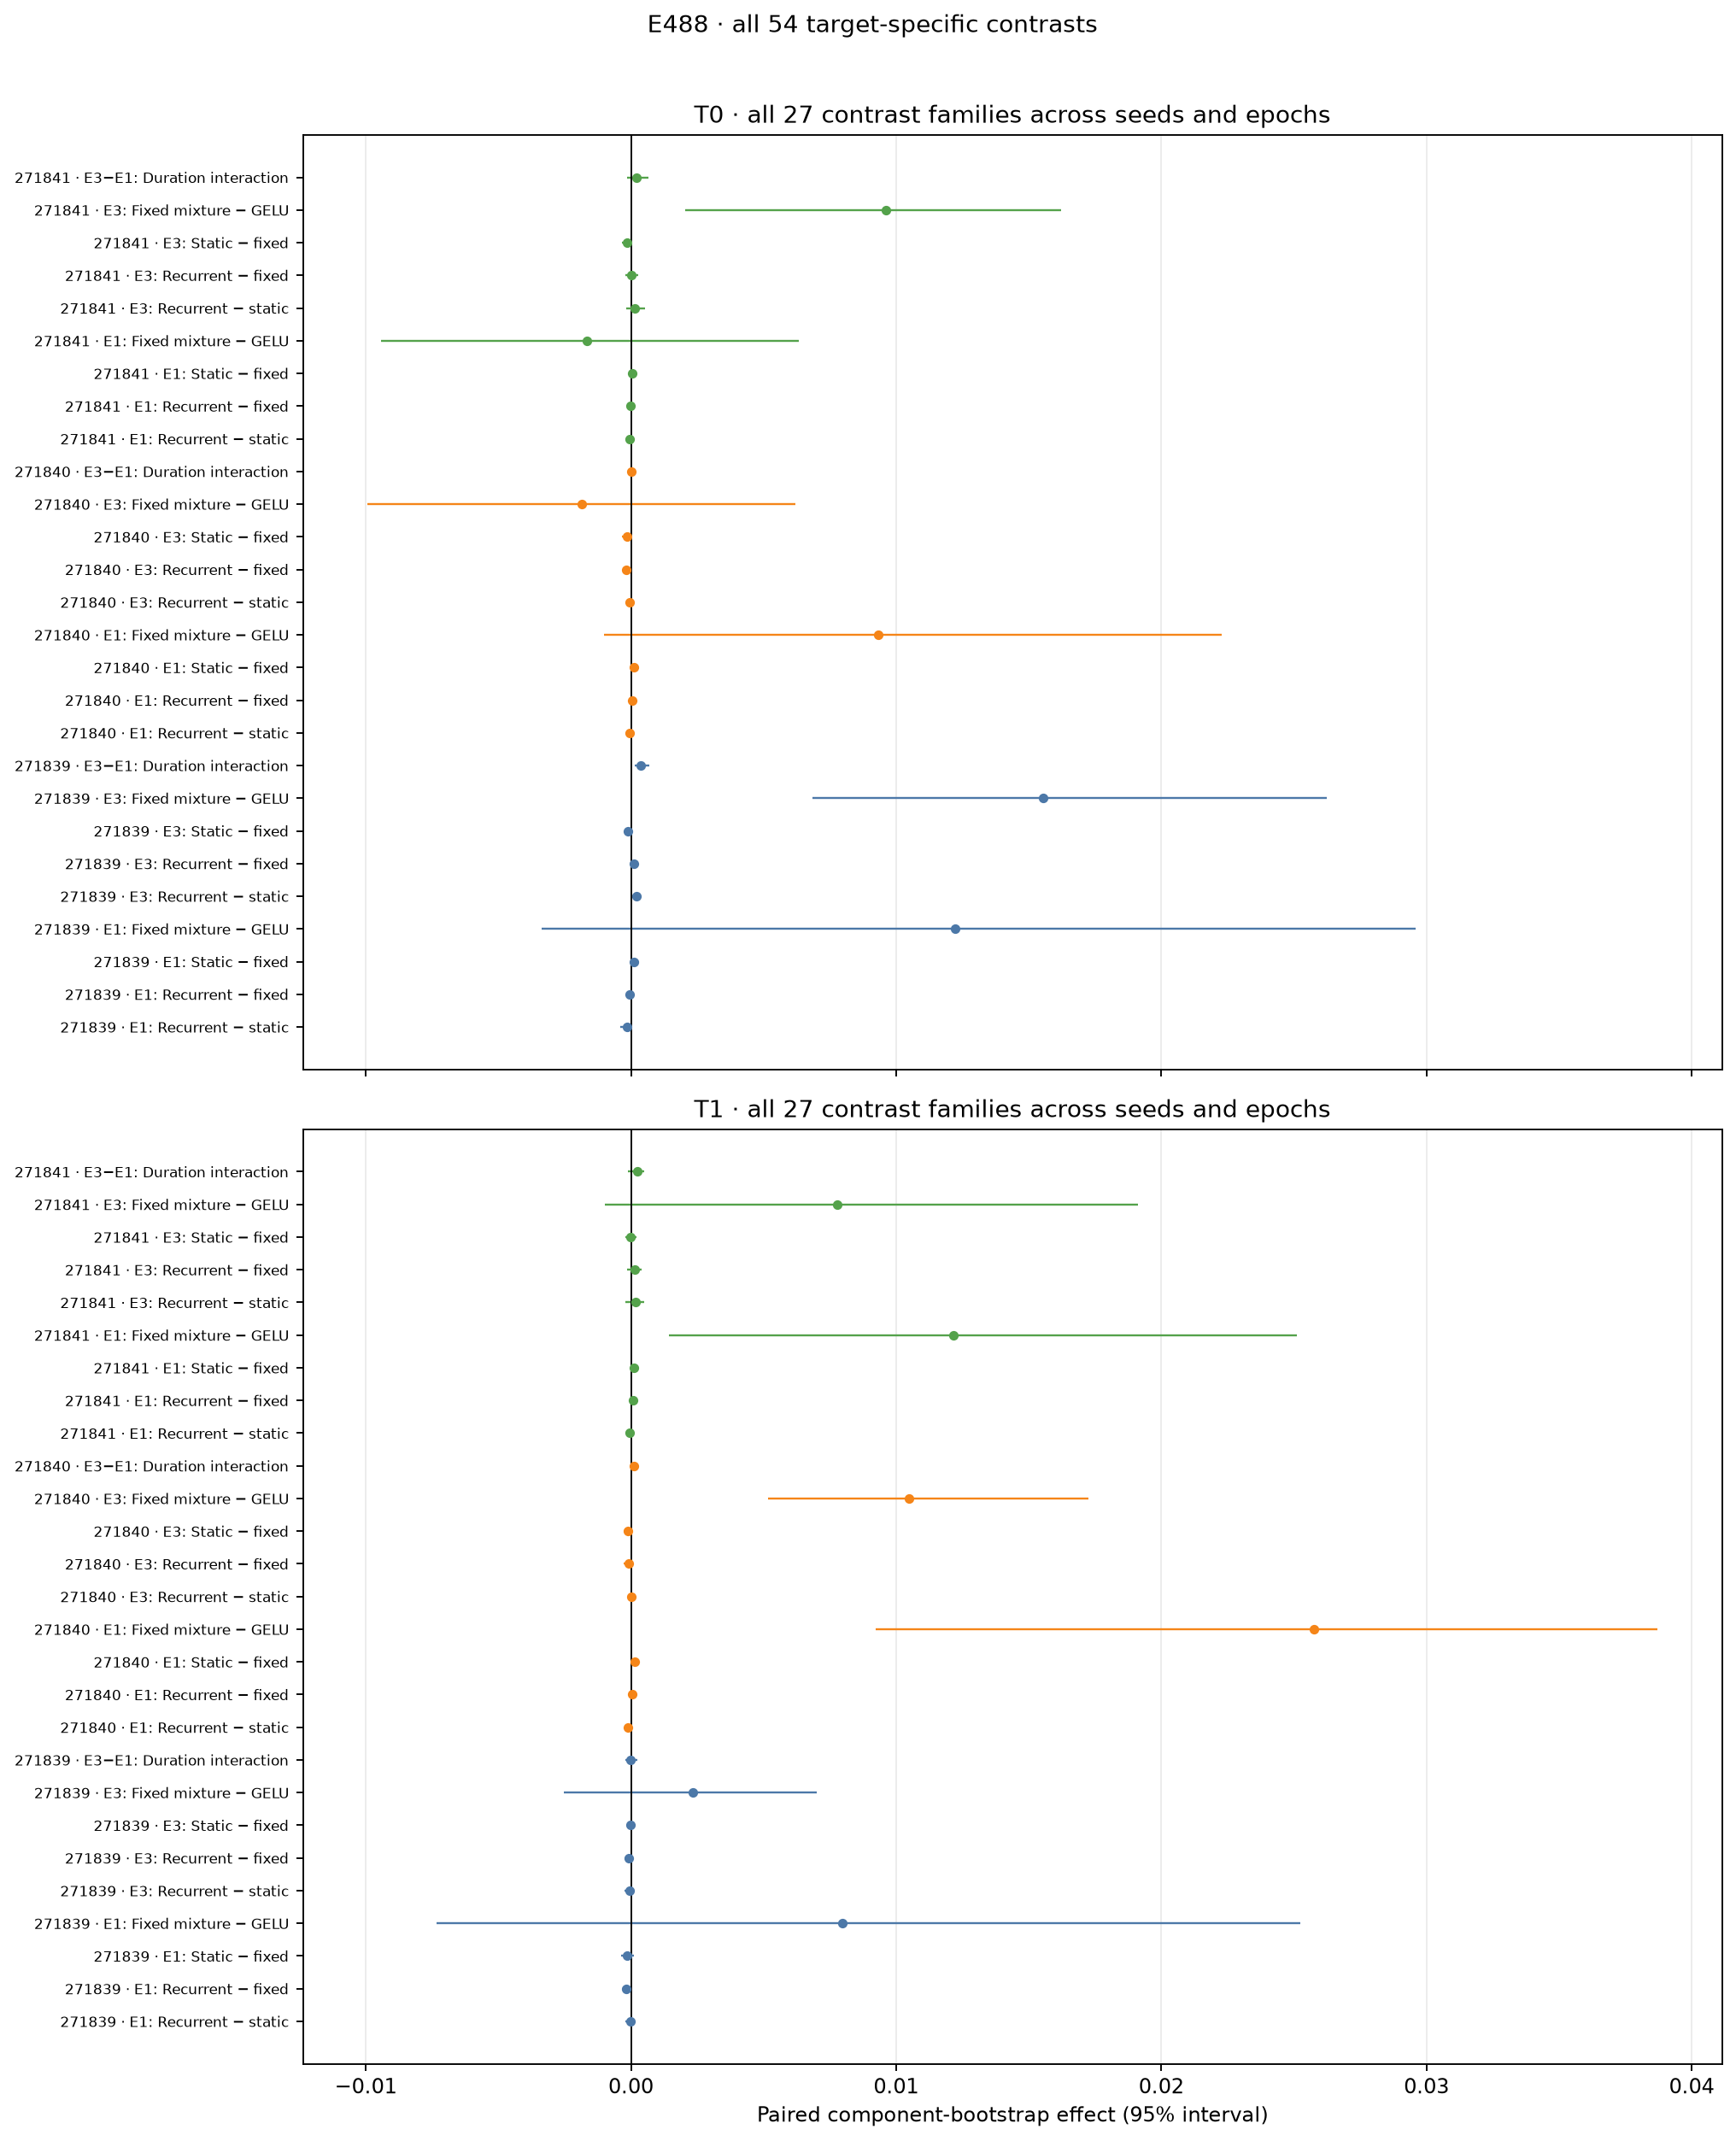 E488 · all 54 target-specific contrasts
T0 · all 27 contrast families across seeds and epochs
271841 · E3−E1: Duration interaction
271841 · E3: Fixed mixture − GELU
271841 · E3: Static − fixed
271841 · E3: Recurrent − fixed
271841 · E3: Recurrent − static
271841 · E1: Fixed mixture − GELU
271841 · E1: Static − fixed
271841 · E1: Recurrent − fixed
271841 · E1: Recurrent − static
271840 · E3−E1: Duration interaction
271840 · E3: Fixed mixture − GELU
271840 · E3: Static − fixed
271840 · E3: Recurrent − fixed
271840 · E3: Recurrent − static
271840 · E1: Fixed mixture − GELU
271840 · E1: Static − fixed
271840 · E1: Recurrent − fixed
271840 · E1: Recurrent − static
271839 · E3−E1: Duration interaction
271839 · E3: Fixed mixture − GELU
271839 · E3: Static − fixed
271839 · E3: Recurrent − fixed
271839 · E3: Recurrent − static
271839 · E1: Fixed mixture − GELU
271839 · E1: Static − fixed
271839 · E1: Recurrent − fixed
271839 · E1: Recurrent − static
T1 · all 27 contrast families across seeds and epochs
271841 · E3−E1: Duration interaction
271841 · E3: Fixed mixture − GELU
271841 · E3: Static − fixed
271841 · E3: Recurrent − fixed
271841 · E3: Recurrent − static
271841 · E1: Fixed mixture − GELU
271841 · E1: Static − fixed
271841 · E1: Recurrent − fixed
271841 · E1: Recurrent − static
271840 · E3−E1: Duration interaction
271840 · E3: Fixed mixture − GELU
271840 · E3: Static − fixed
271840 · E3: Recurrent − fixed
271840 · E3: Recurrent − static
271840 · E1: Fixed mixture − GELU
271840 · E1: Static − fixed
271840 · E1: Recurrent − fixed
271840 · E1: Recurrent − static
271839 · E3−E1: Duration interaction
271839 · E3: Fixed mixture − GELU
271839 · E3: Static − fixed
271839 · E3: Recurrent − fixed
271839 · E3: Recurrent − static
271839 · E1: Fixed mixture − GELU
271839 · E1: Static − fixed
271839 · E1: Recurrent − fixed
271839 · E1: Recurrent − static
−0.01 0.00 0.01 0.02 0.03 0.04
Paired component-bootstrap effect (95% interval)